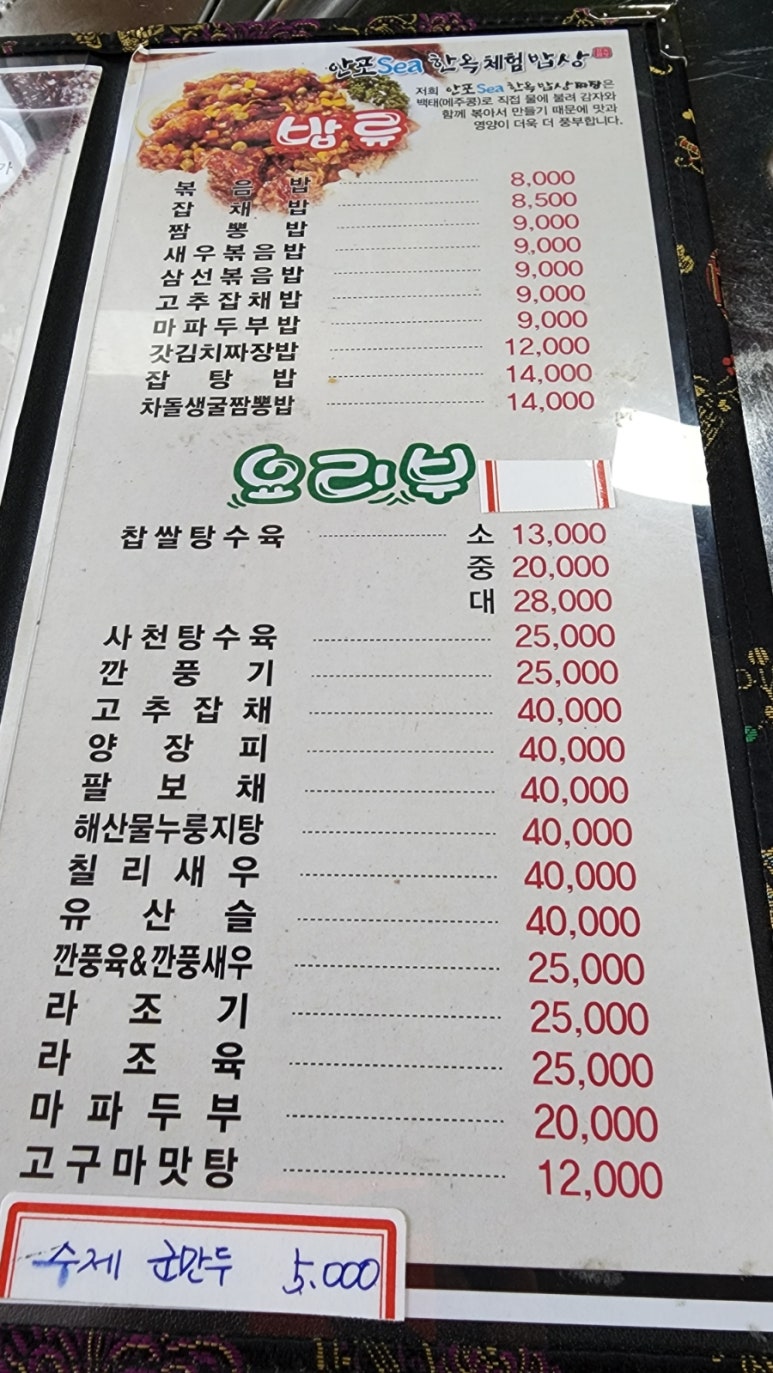 안포Sea 한옥체험밥상
저희 안포Sea 한옥밥상짜장은
백태(메주콩)로 직접 물에 불려 감자와
함께 볶아서 만들기 때문에 맛과
영양이 더욱 더 풍부합니다.
밥류
볶음밥 8,000
잡채밥 8,500
짬뽕밥 9,000
새우볶음밥 9,000
삼선볶음밥 9,000
고추잡채밥 9,000
마파두부밥 9,000
갓김치짜장밥 12,000
잡탕밥 14,000
차돌생굴짬뽕밥 14,000
요리부
찹쌀탕수육 소 13,000
중 20,000
대 28,000
사천탕수육 25,000
깐풍기 25,000
고추잡채 40,000
양장피 40,000
팔보채 40,000
해산물누룽지탕 40,000
칠리새우 40,000
유산슬 40,000
깐풍육&깐풍새우 25,000
라조기 25,000
라조육 25,000
마파두부 20,000
고구마맛탕 12,000
수제 군만두 5.000